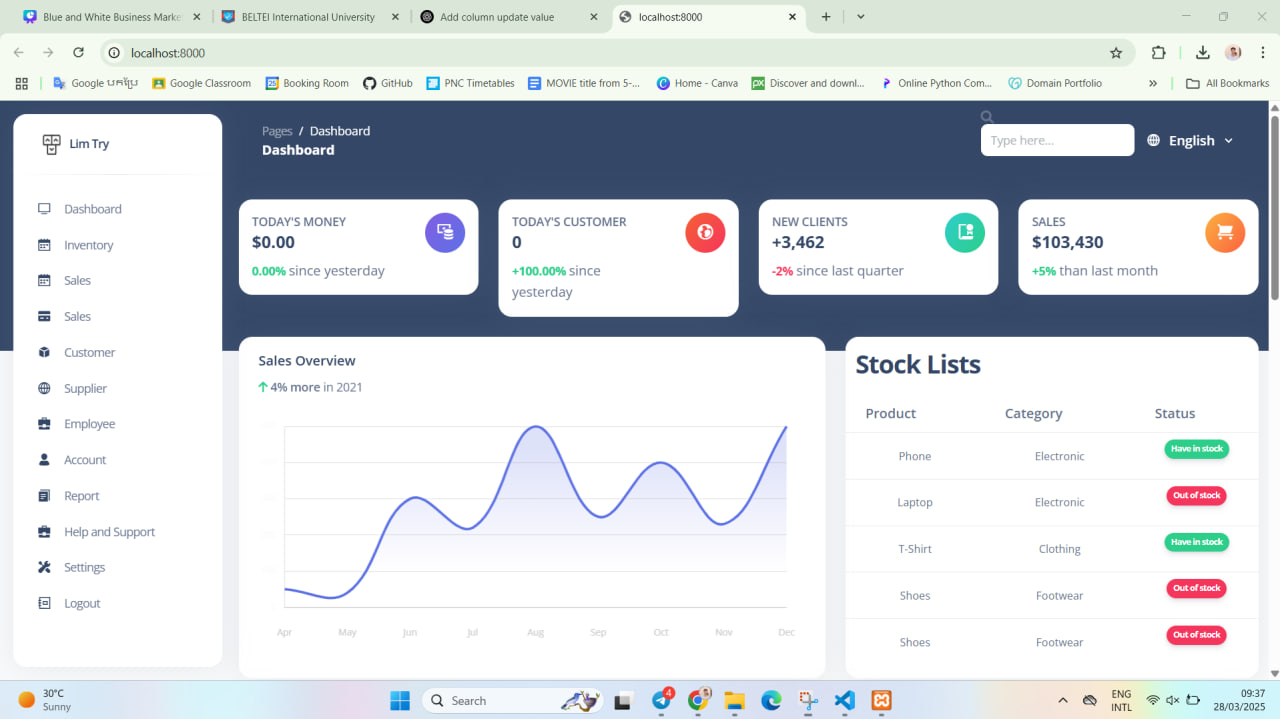 Blue and White Business Marke
BELTEI International University
Add column update value
localhost:8000
localhost:8000
Google
Google Classroom
Booking Room
GitHub
PNC Timetables
MOVIE title from 5-...
Home - Canva
Discover and downl...
Online Python Com...
Domain Portfolio
All Bookmarks
Lim Try
Dashboard
Inventory
Sales
Sales
Customer
Supplier
Employee
Account
Report
Help and Support
Settings
Logout
Pages / Dashboard
Dashboard
Type here...
English
TODAY'S MONEY
$0.00
0.00% since yesterday
TODAY'S CUSTOMER
0
+100.00% since
yesterday
NEW CLIENTS
+3,462
-2% since last quarter
SALES
$103,430
+5% than last month
Sales Overview
4% more in 2021
Apr May Jun Jul Aug Sep Oct Nov Dec
Stock Lists
Product Category Status
Phone Electronic Have in stock
Laptop Electronic Out of stock
T-Shirt Clothing Have in stock
Shoes Footwear Out of stock
Shoes Footwear Out of stock
30°C
Sunny
Search
4
ENG
INTL
09:37
28/03/2025